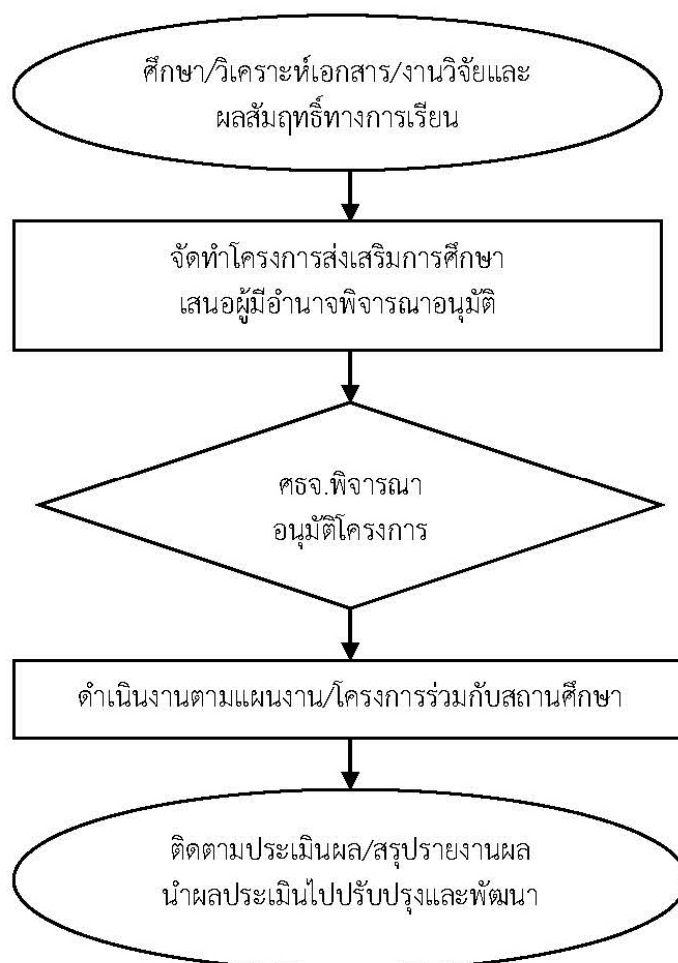 ศึกษา/วิเคราะห์เอกสาร/งานวิจัยและ
ผลสัมฤทธิ์ทางการเรียน
จัดทำโครงการส่งเสริมการศึกษา
เสนอผู้มีอำนาจพิจารณาอนุมัติ
ศธจ.พิจารณา
อนุมัติโครงการ
ดำเนินงานตามแผนงาน/โครงการร่วมกับสถานศึกษา
ติดตามประเมินผล/สรุปรายงานผล
นำผลประเมินไปปรับปรุงและพัฒนา